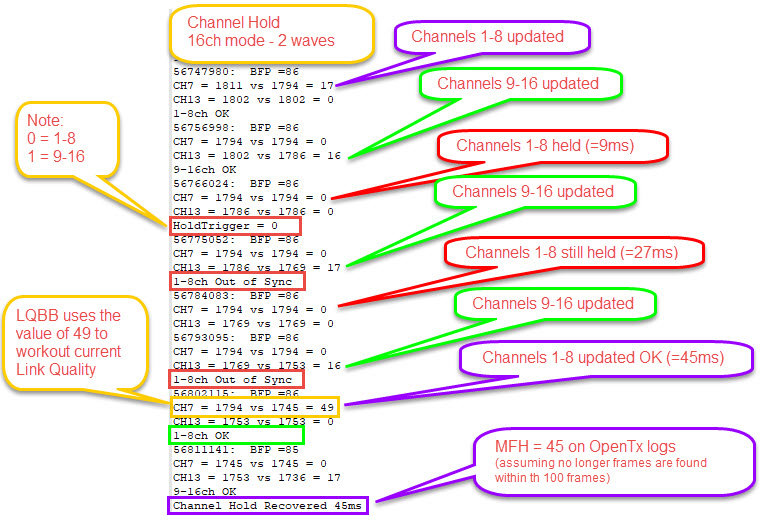 Channel Hold
16ch mode - 2 waves
Channels 1-8 updated
56747980:  BFP =86
CH7 = 1811 vs 1794 = 17
Channels 9-16 updated
CH13 = 1802 vs 1802 = 0
1-8ch OK
Note:
0 = 1-8
1 = 9-16
56756998:  BFP =86
CH7 = 1794 vs 1794 = 0
Channels 1-8 held (=9ms)
CH13 = 1802 vs 1786 = 16
9-16ch OK
56766024:  BFP =86
CH7 = 1794 vs 1794 = 0
Channels 9-16 updated
CH13 = 1786 vs 1786 = 0
HoldTrigger = 0
56775052:  BFP =86
CH7 = 1794 vs 1794 = 0
Channels 1-8 still held (=27ms)
CH13 = 1786 vs 1769 = 17
1-8ch Out of Sync
56784083:  BFP =86
CH7 = 1794 vs 1794 = 0
Channels 9-16 updated
CH13 = 1769 vs 1769 = 0
LQBB uses the
value of 49 to
workout current
Link Quality
56793095:  BFP =86
CH7 = 1794 vs 1794 = 0
Channels 1-8 updated OK (=45ms)
CH13 = 1769 vs 1753 = 16
1-8ch Out of Sync
56802115:  BFP =86
CH7 = 1794 vs 1745 = 49
CH13 = 1753 vs 1753 = 0
1-8ch OK
56811141:  BFP =85
CH7 = 1745 vs 1745 = 0
CH13 = 1753 vs 1736 = 17
9-16ch OK
Channel Hold Recovered 45ms
MFH = 45 on OpenTx logs
(assuming no longer frames are found
within th 100 frames)